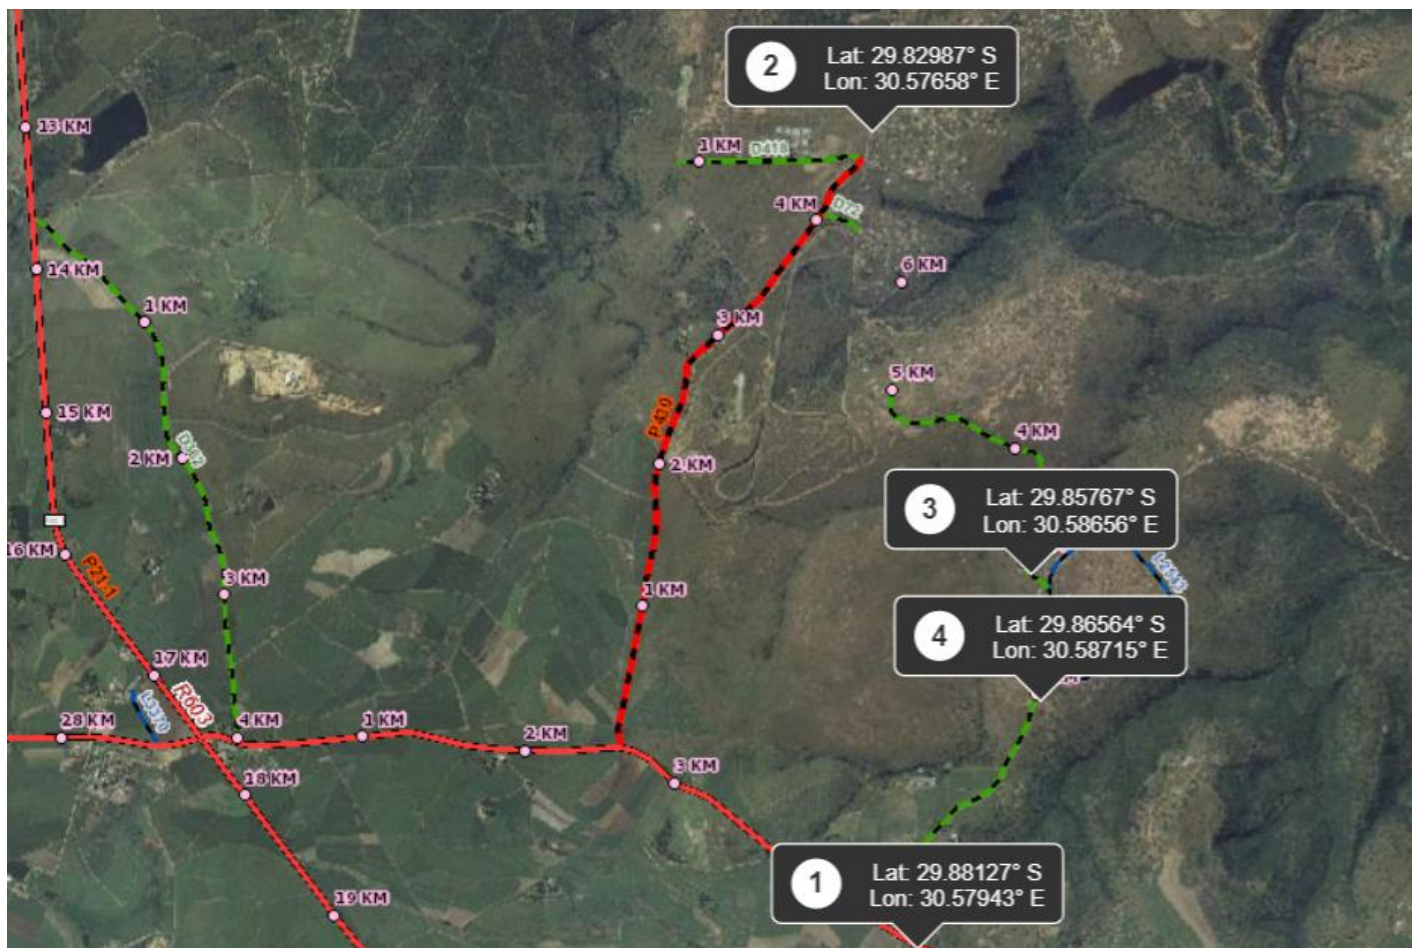 2
Lat: 29.82987° S
Lon: 30.57658° E
13 KM
1 KM
D418
4 KM
D72
14 KM
6 KM
1 KM
3 KM
5 KM
15 KM
P420
4 KM
2 KM
2 KM
3
Lat: 29.85767° S
Lon: 30.58656° E
16 KM
P21-1
3 KM
1 KM
4
Lat: 29.86564° S
Lon: 30.58715° E
17 KM
R603
28 KM
4 KM
1 KM
2 KM
3 KM
18 KM
1
Lat: 29.88127° S
Lon: 30.57943° E
19 KM